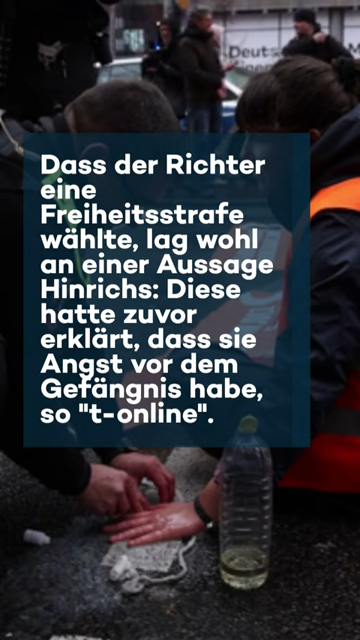 Deuts
Dass der Richter
eine
Freiheitsstrafe
wählte, lag wohl
an einer Aussage
Hinrichs: Diese
hatte zuvor
erklärt, dass sie
Angst vor dem
Gefängnis habe,
so "t-online".